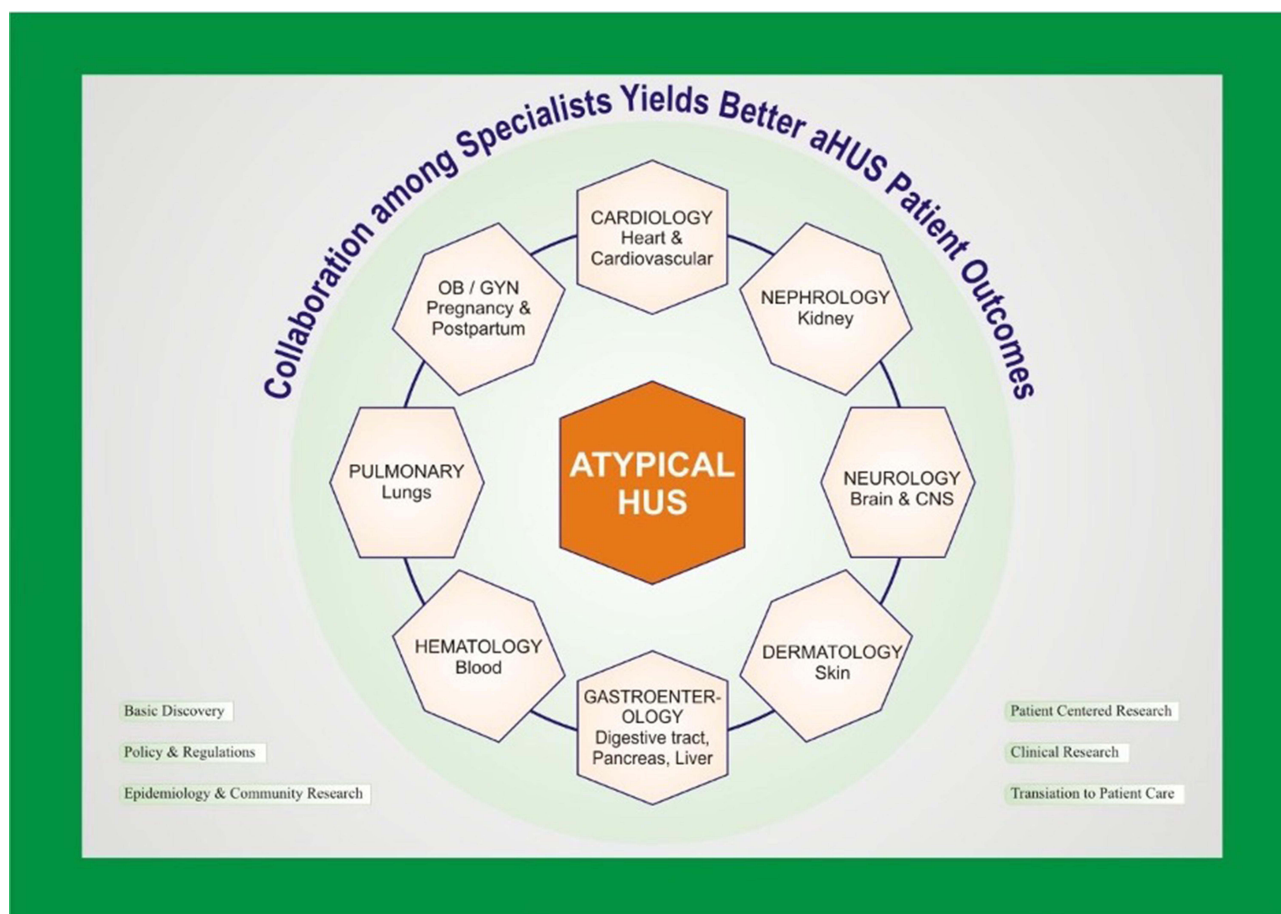 Collaboration among Specialists Yields Better aHUS Patient Outcomes
CARDIOLOGY
Heart &
Cardiovascular
NEPHROLOGY
Kidney
NEUROLOGY
Brain & CNS
DERMATOLOGY
Skin
GASTROENTER-
OLOGY
Digestive tract,
Pancreas, Liver
HEMATOLOGY
Blood
PULMONARY
Lungs
OB / GYN
Pregnancy &
Postpartum
ATYPICAL
HUS
Basic Discovery
Policy & Regulations
Epidemiology & Community Research
Patient Centered Research
Clinical Research
Transiation to Patient Care